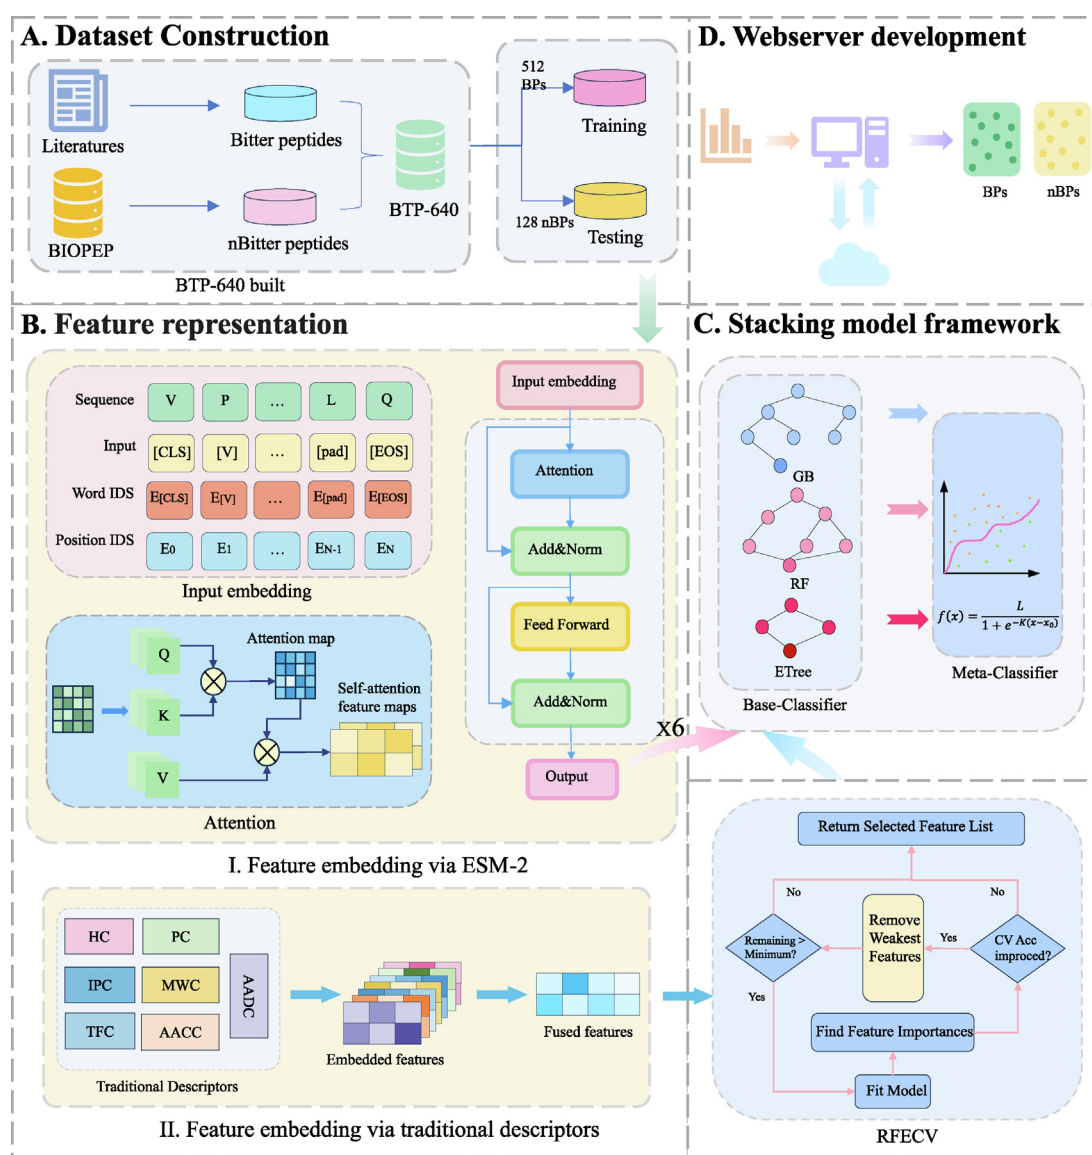 A. Dataset Construction
Literatures
Bitter peptides
BIOPEP
nBitter peptides
BTP-640
BTP-640 built
512
BPs
Training
128 nBPs
Testing
D. Webserver development
BPs
nBPs
B. Feature representation
Sequence
V P ... L Q
Input
[CLS] [V] ... [pad] [EOS]
Word IDS
E[CLS] E[V] ... E[pad] E[EOS]
Position IDS
E0 E1 ... EN-1 EN
Input embedding
Q
K
V
Attention map
Self-attention
feature maps
Attention
Input embedding
Attention
Add&Norm
Feed Forward
Add&Norm
Output
x6
I. Feature embedding via ESM-2
HC PC
IPC MWC
TFC AACC
AADC
Traditional Descriptors
Embedded features
Fused features
II. Feature embedding via traditional descriptors
C. Stacking model framework
GB
RF
ETree
Base-Classifier
f(x) = L / 1 + e^-K(x-x0)
Meta-Classifier
Return Selected Feature List
No
No
Remaining >
Minimum?
Remove
Weakest
Features
Yes
CV Acc
improced?
Yes
Find Feature Importances
Fit Model
RFECV